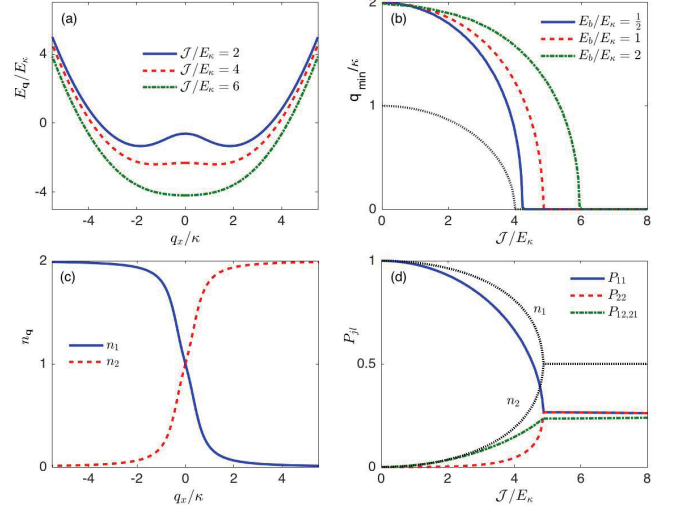 (a)
𝒥/E_κ = 2
𝒥/E_κ = 4
𝒥/E_κ = 6
E_q/E_κ
4
0
-4
-4 -2 0 2 4
q_x/κ
(b)
E_b/E_κ = 1/2
E_b/E_κ = 1
E_b/E_κ = 2
q_min/κ
2
1
0
0 2 4 6 8
𝒥/E_κ
(c)
n_1
n_2
n_q
2
1
0
-4 -2 0 2 4
q_x/κ
(d)
P_11
P_22
P_12,21
n_1
n_2
P_jl
1
0.5
0
0 2 4 6 8
𝒥/E_κ